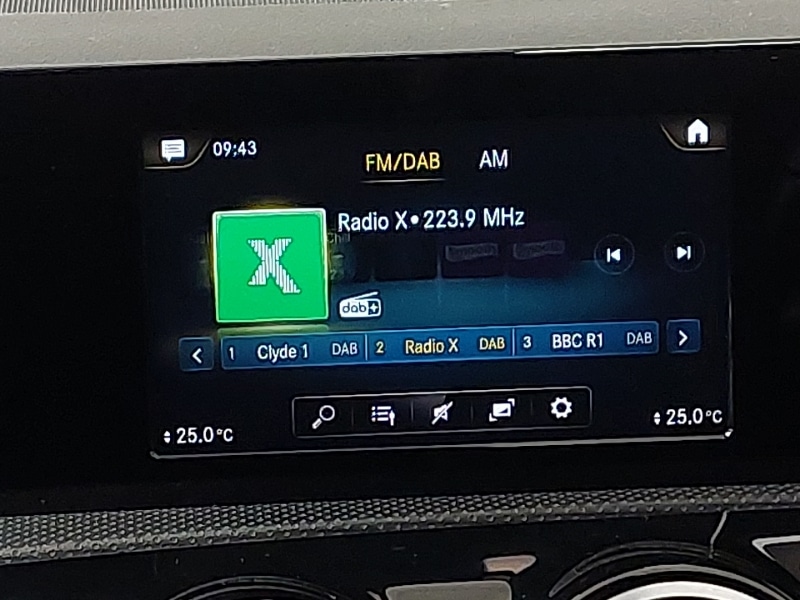 09:43
FM/DAB AM
Radio X•223.9 MHz
X
dab+
1 Clyde 1 DAB 2 Radio X DAB 3 BBC R1 DAB
25.0°C 25.0°C